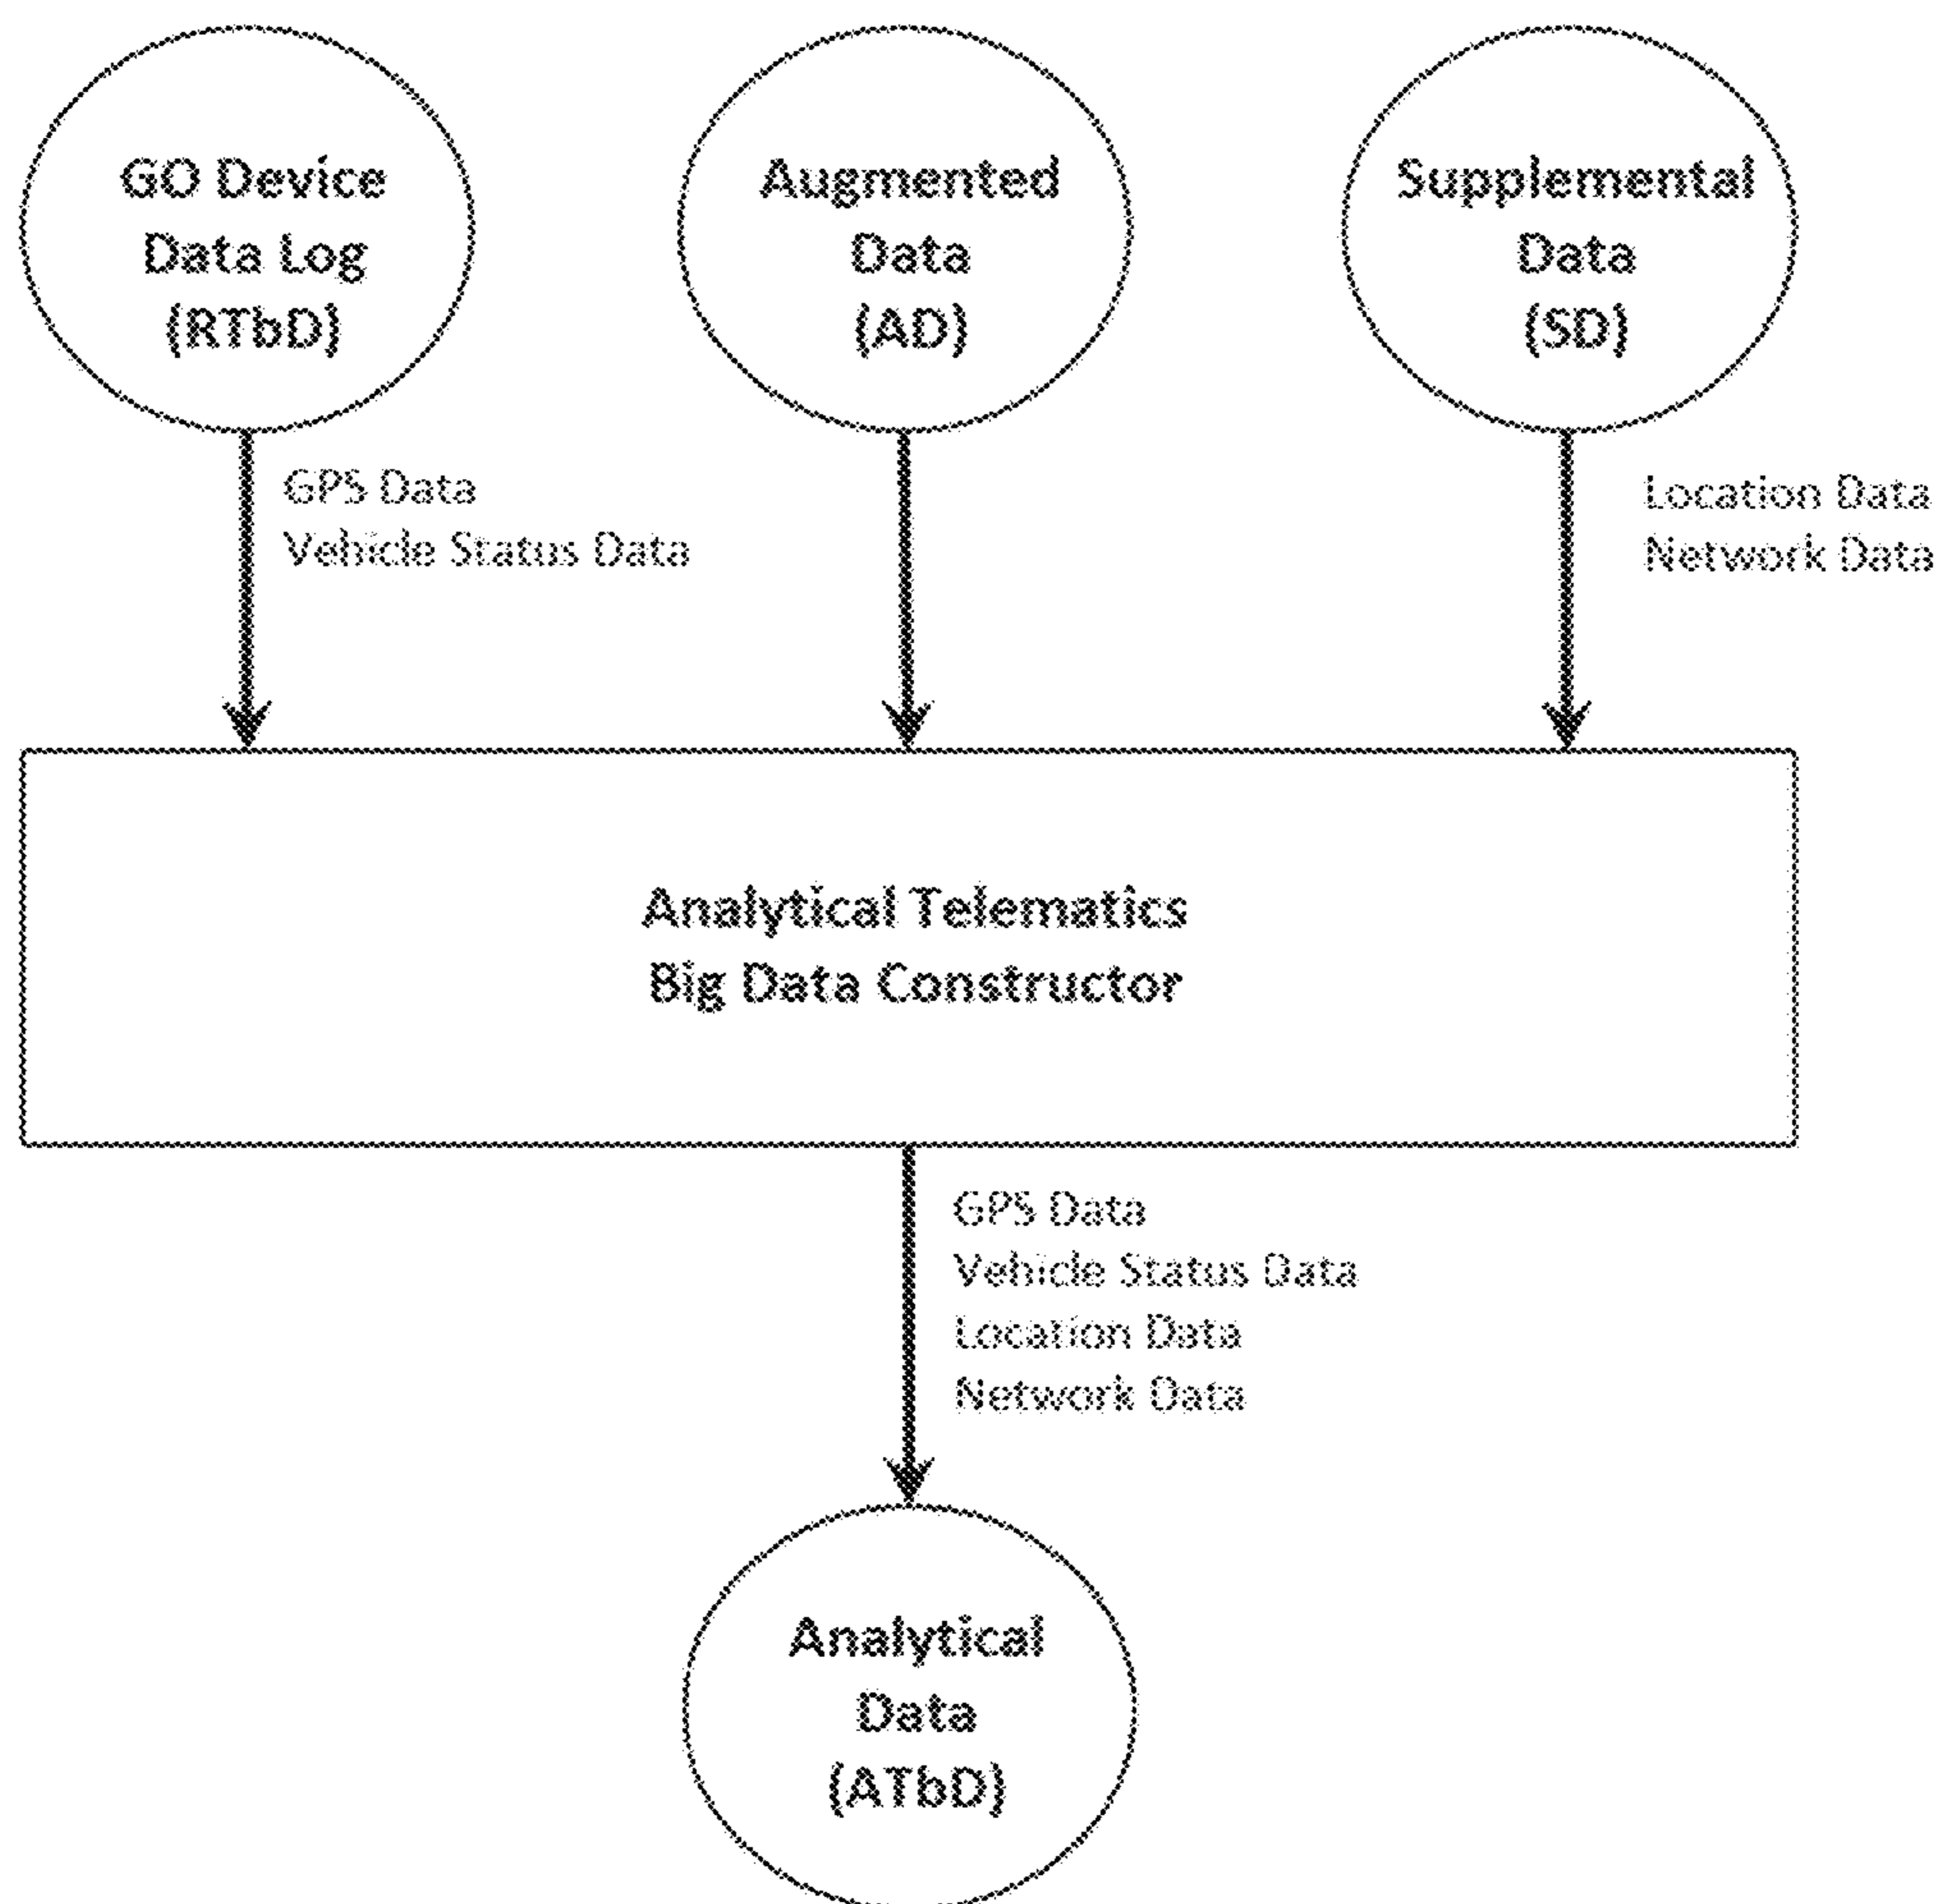 GO Device
Data Log
(RTbD)
Augmented
Data
(AD)
Supplemental
Data
(SD)
GPS Data
Vehicle Status Data
Location Data
Network Data
Analytical Telematics
Big Data Constructor
GPS Data
Vehicle Status Data
Location Data
Network Data
Analytical
Data
(ATbD)